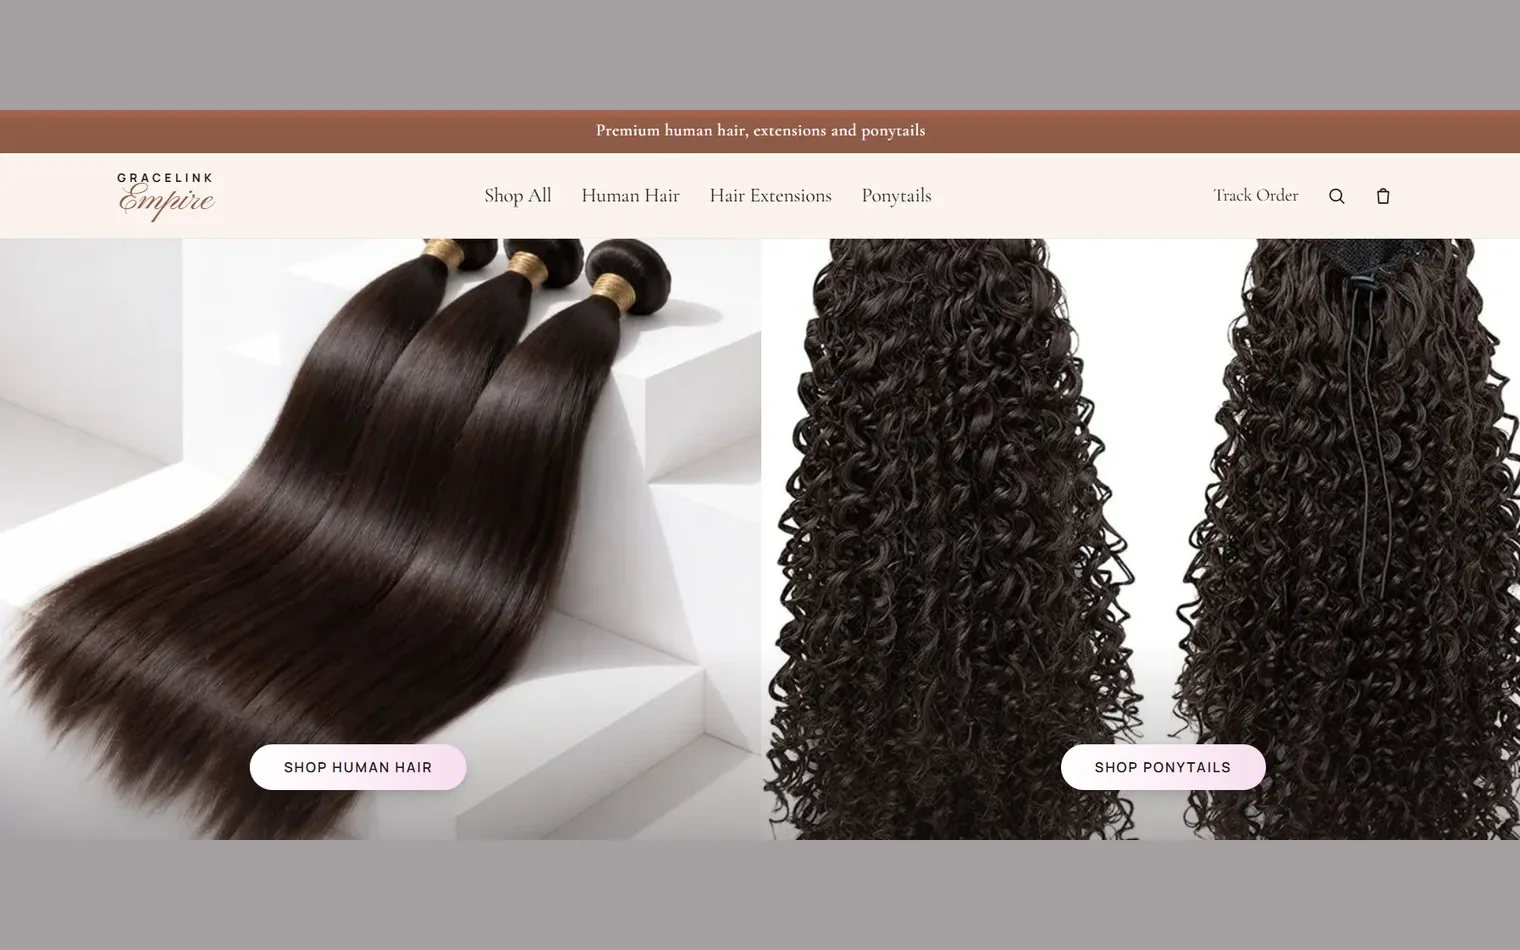 Premium human hair, extensions and ponytails
GRACELINK
Empire
Shop All
Human Hair
Hair Extensions
Ponytails
Track Order
SHOP HUMAN HAIR
SHOP PONYTAILS